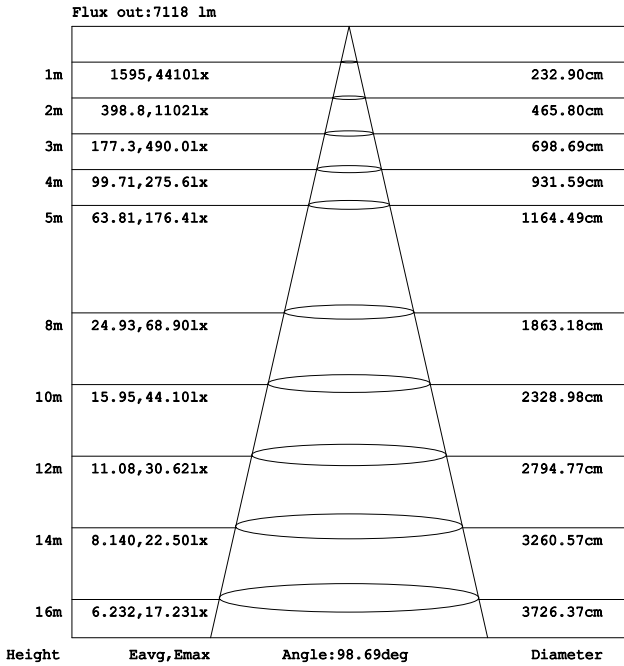 Flux out:7118 lm
1m 1595,4410lx 232.90cm
2m 398.8,1102lx 465.80cm
3m 177.3,490.0lx 698.69cm
4m 99.71,275.6lx 931.59cm
5m 63.81,176.4lx 1164.49cm
8m 24.93,68.90lx 1863.18cm
10m 15.95,44.10lx 2328.98cm
12m 11.08,30.62lx 2794.77cm
14m 8.140,22.50lx 3260.57cm
16m 6.232,17.23lx 3726.37cm
Height Eavg,Emax Angle:98.69deg Diameter